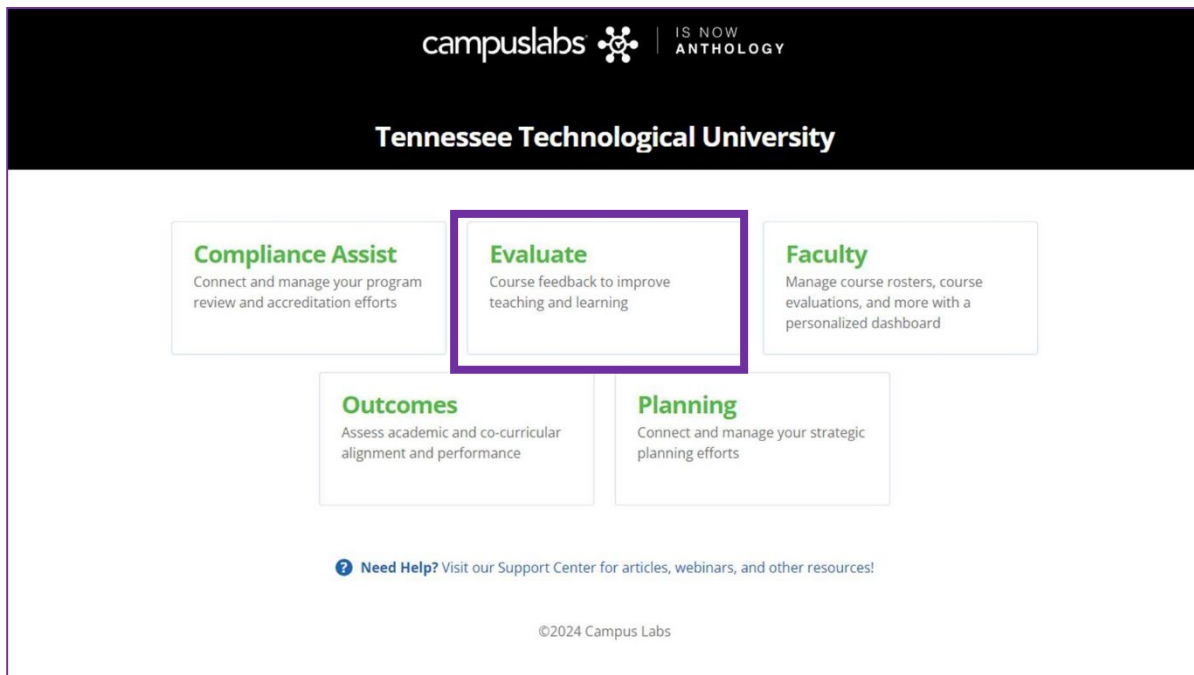 campuslabs IS NOW
ANTHOLOGY
Tennessee Technological University
Compliance Assist
Connect and manage your program
review and accreditation efforts
Evaluate
Course feedback to improve
teaching and learning
Faculty
Manage course rosters, course
evaluations, and more with a
personalized dashboard
Outcomes
Assess academic and co-curricular
alignment and performance
Planning
Connect and manage your strategic
planning efforts
? Need Help? Visit our Support Center for articles, webinars, and other resources!
©2024 Campus Labs